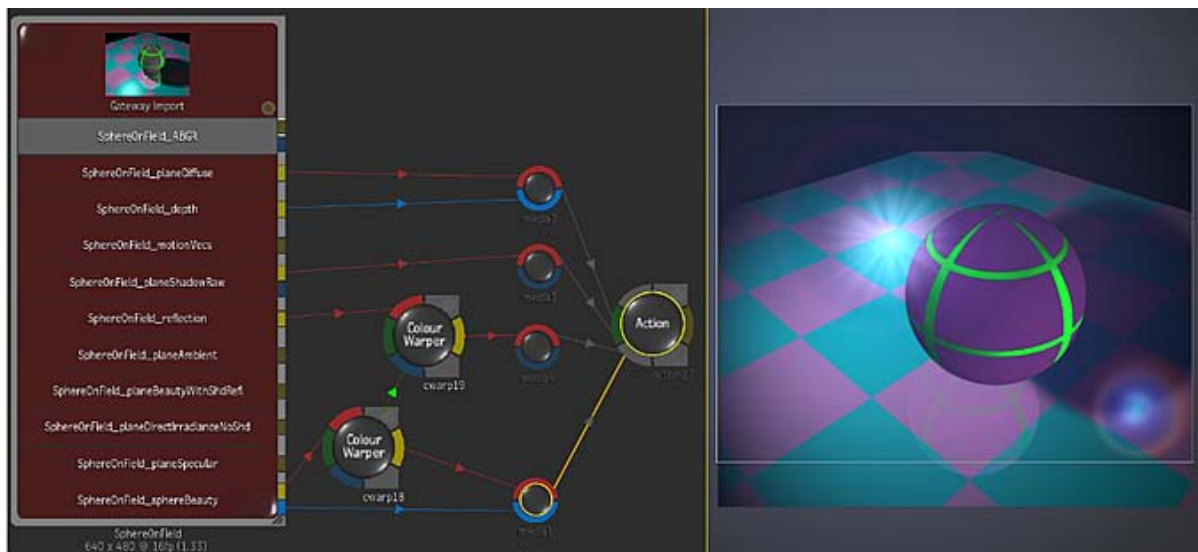 Gateway Import
SphereOnField_ABGR
SphereOnField_planeDiffuse
SphereOnField_depth
SphereOnField_motionVecs
SphereOnField_planeShadowRaw
SphereOnField_reflection
SphereOnField_planeAmbient
SphereOnField_planeBeautyWithShdRefl
SphereOnField_planeDirectIrradianceNoShd
SphereOnField_planeSpecular
SphereOnField_sphereBeauty
SphereOnField
640 x 480 @ 16fp (1.33)
Colour
Warper
cwarp19
Colour
Warper
cwarp18
Action